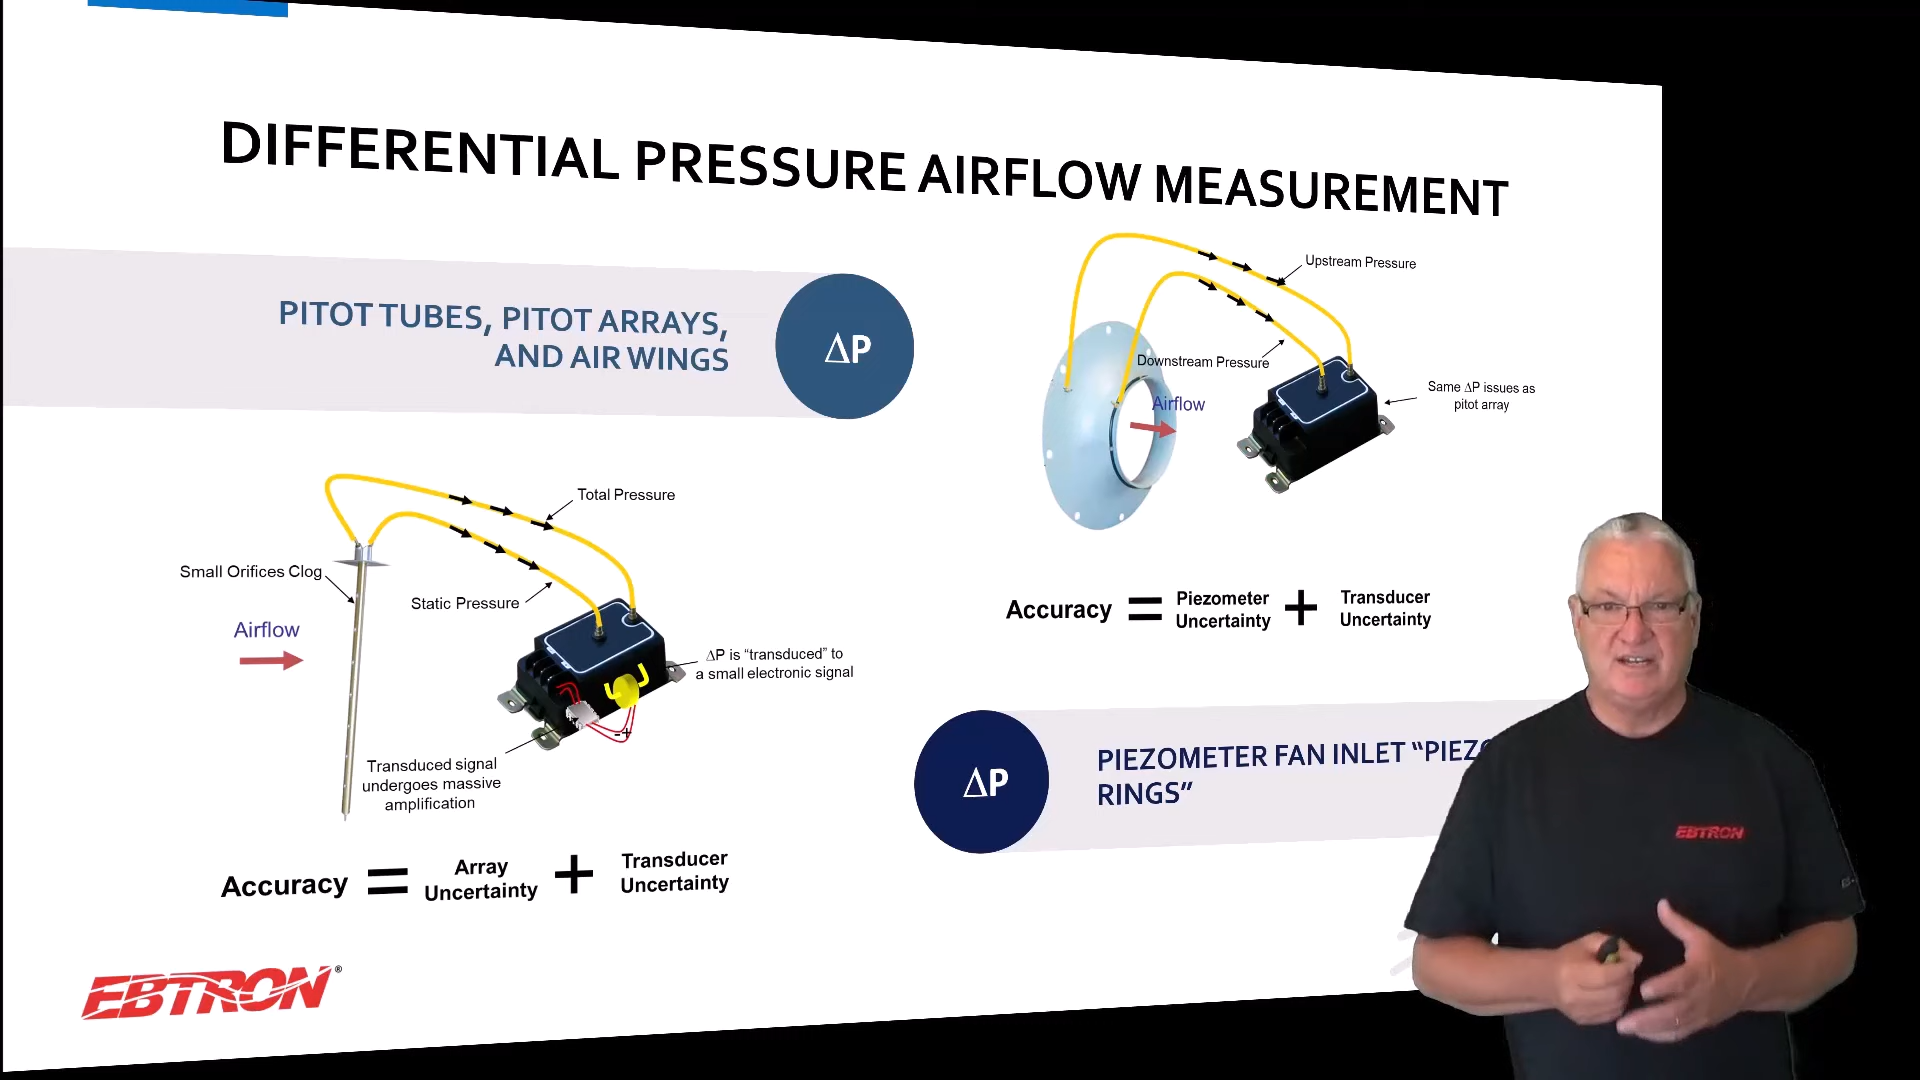 DIFFERENTIAL PRESSURE AIRFLOW MEASUREMENT
PITOT TUBES, PITOT ARRAYS,
AND AIR WINGS
ΔP
Total Pressure
Small Orifices Clog
Static Pressure
Airflow
ΔP is “transduced” to
a small electronic signal
- +
Transduced signal
undergoes massive
amplification
Accuracy = Array
Uncertainty + Transducer
Uncertainty
Upstream Pressure
Downstream Pressure
Airflow
Same ΔP issues as
pitot array
Accuracy = Piezometer
Uncertainty + Transducer
Uncertainty
ΔP
PIEZOMETER FAN INLET “PIEZ
RINGS”
EBTRON®
EBTRON